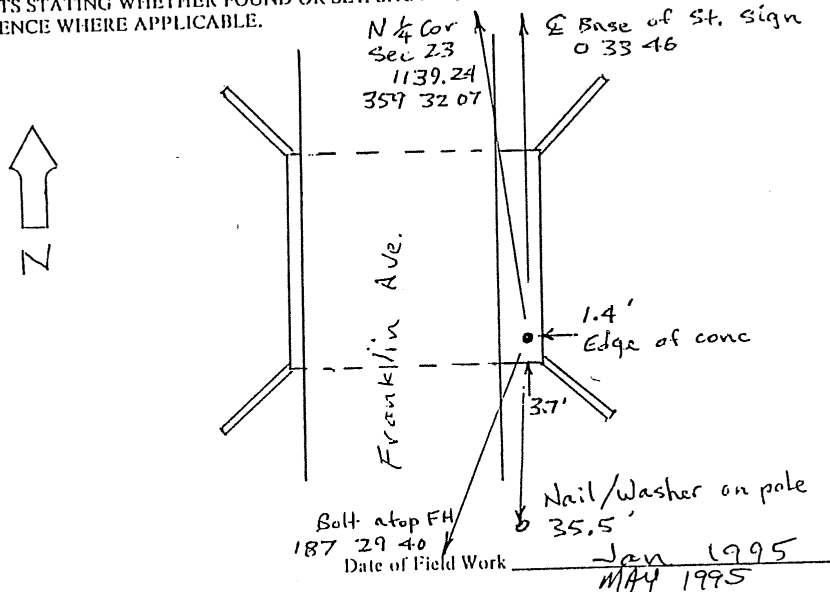 ENCE WHERE APPLICABLE.
N 1/4 Cor
Sec 23
1139.24
359 32 07
℄ Base of St. Sign
0 33 46
N
Franklin Ave.
1.4'
Edge of conc
3.7'
Nail/Washer on pole
35.5'
Bolt atop FH
187 29 40
Date of Field Work Jan 1995
MAY 1995